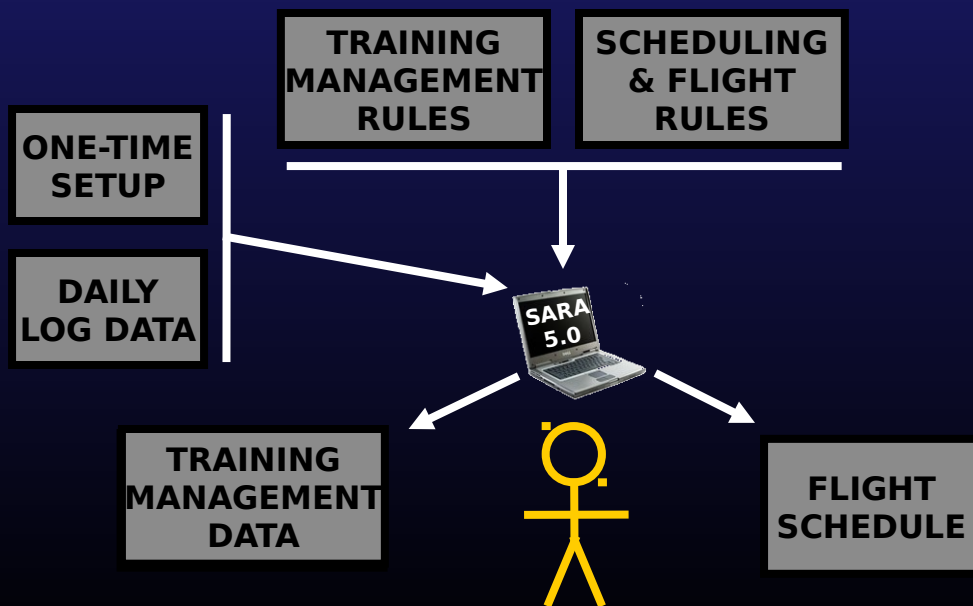 TRAINING
MANAGEMENT
RULES
SCHEDULING
& FLIGHT
RULES
ONE-TIME
SETUP
DAILY
LOG DATA
SARA
5.0
TRAINING
MANAGEMENT
DATA
FLIGHT
SCHEDULE